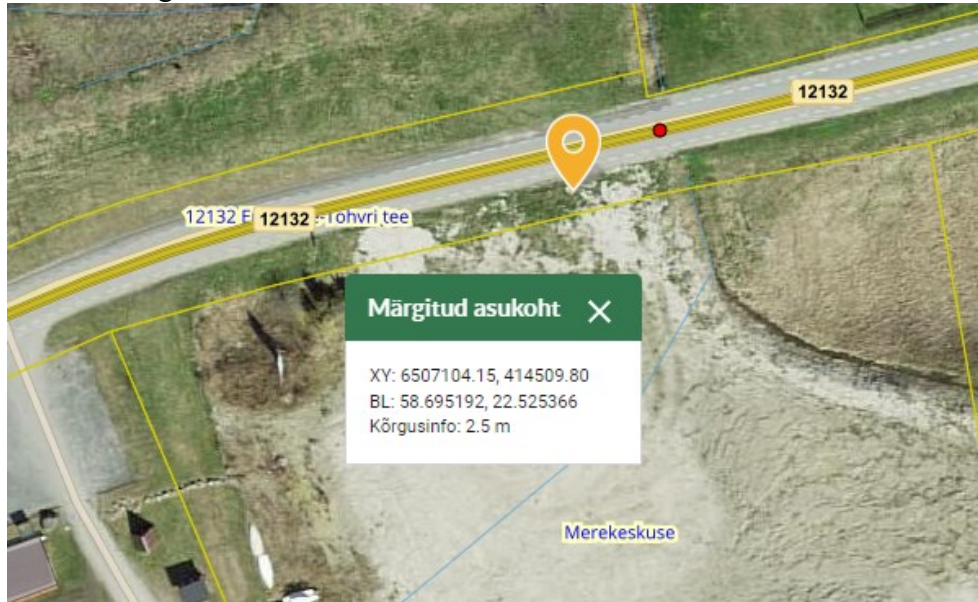 12132
12132 E
12132
-Tohvri tee
Märgitud asukoht
XY: 6507104.15, 414509.80
BL: 58.695192, 22.525366
Kõrgusinfo: 2.5 m
Merekeskuse